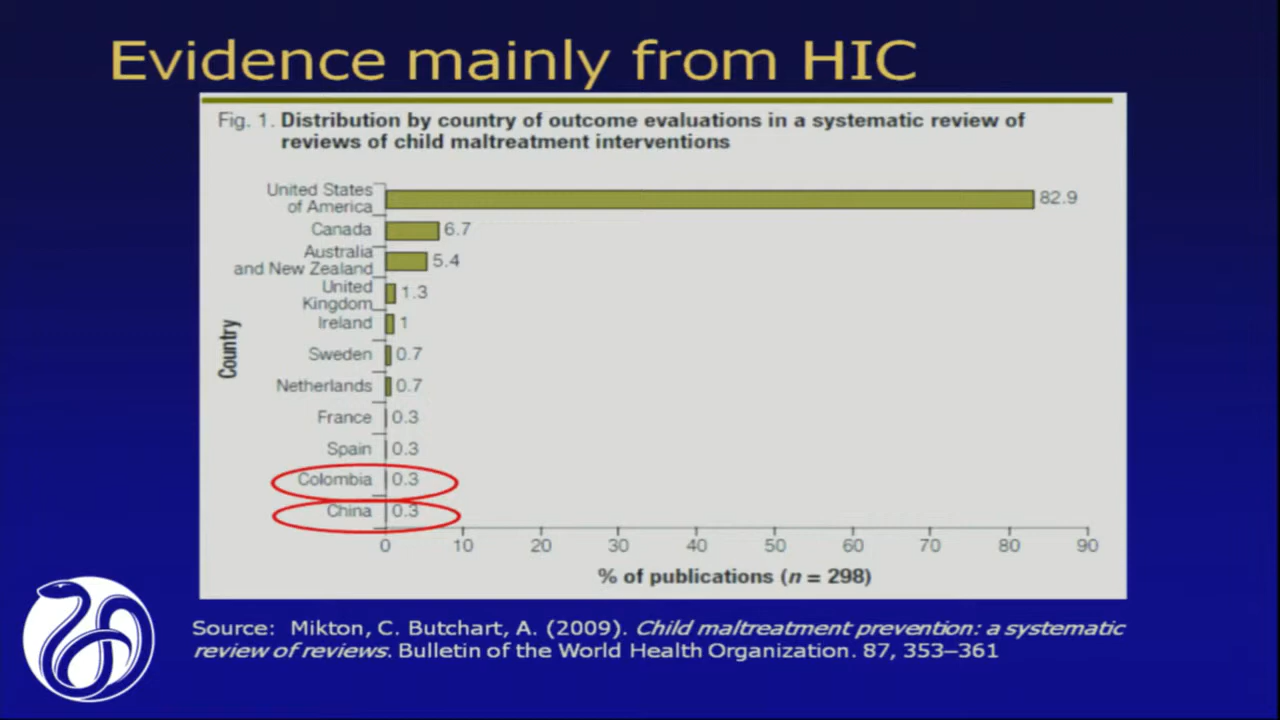 Evidence mainly from HIC
Fig. 1. Distribution by country of outcome evaluations in a systematic review of
reviews of child maltreatment interventions
United States
of America
82.9
Canada
6.7
Australia
and New Zealand
5.4
United
Kingdom
1.3
Ireland
1
Sweden
0.7
Netherlands
0.7
France
0.3
Spain
0.3
Colombia
0.3
China
0.3
Country
0 10 20 30 40 50 60 70 80 90
% of publications (n = 298)
Source: Mikton, C. Butchart, A. (2009). Child maltreatment prevention: a systematic
review of reviews. Bulletin of the World Health Organization. 87, 353–361